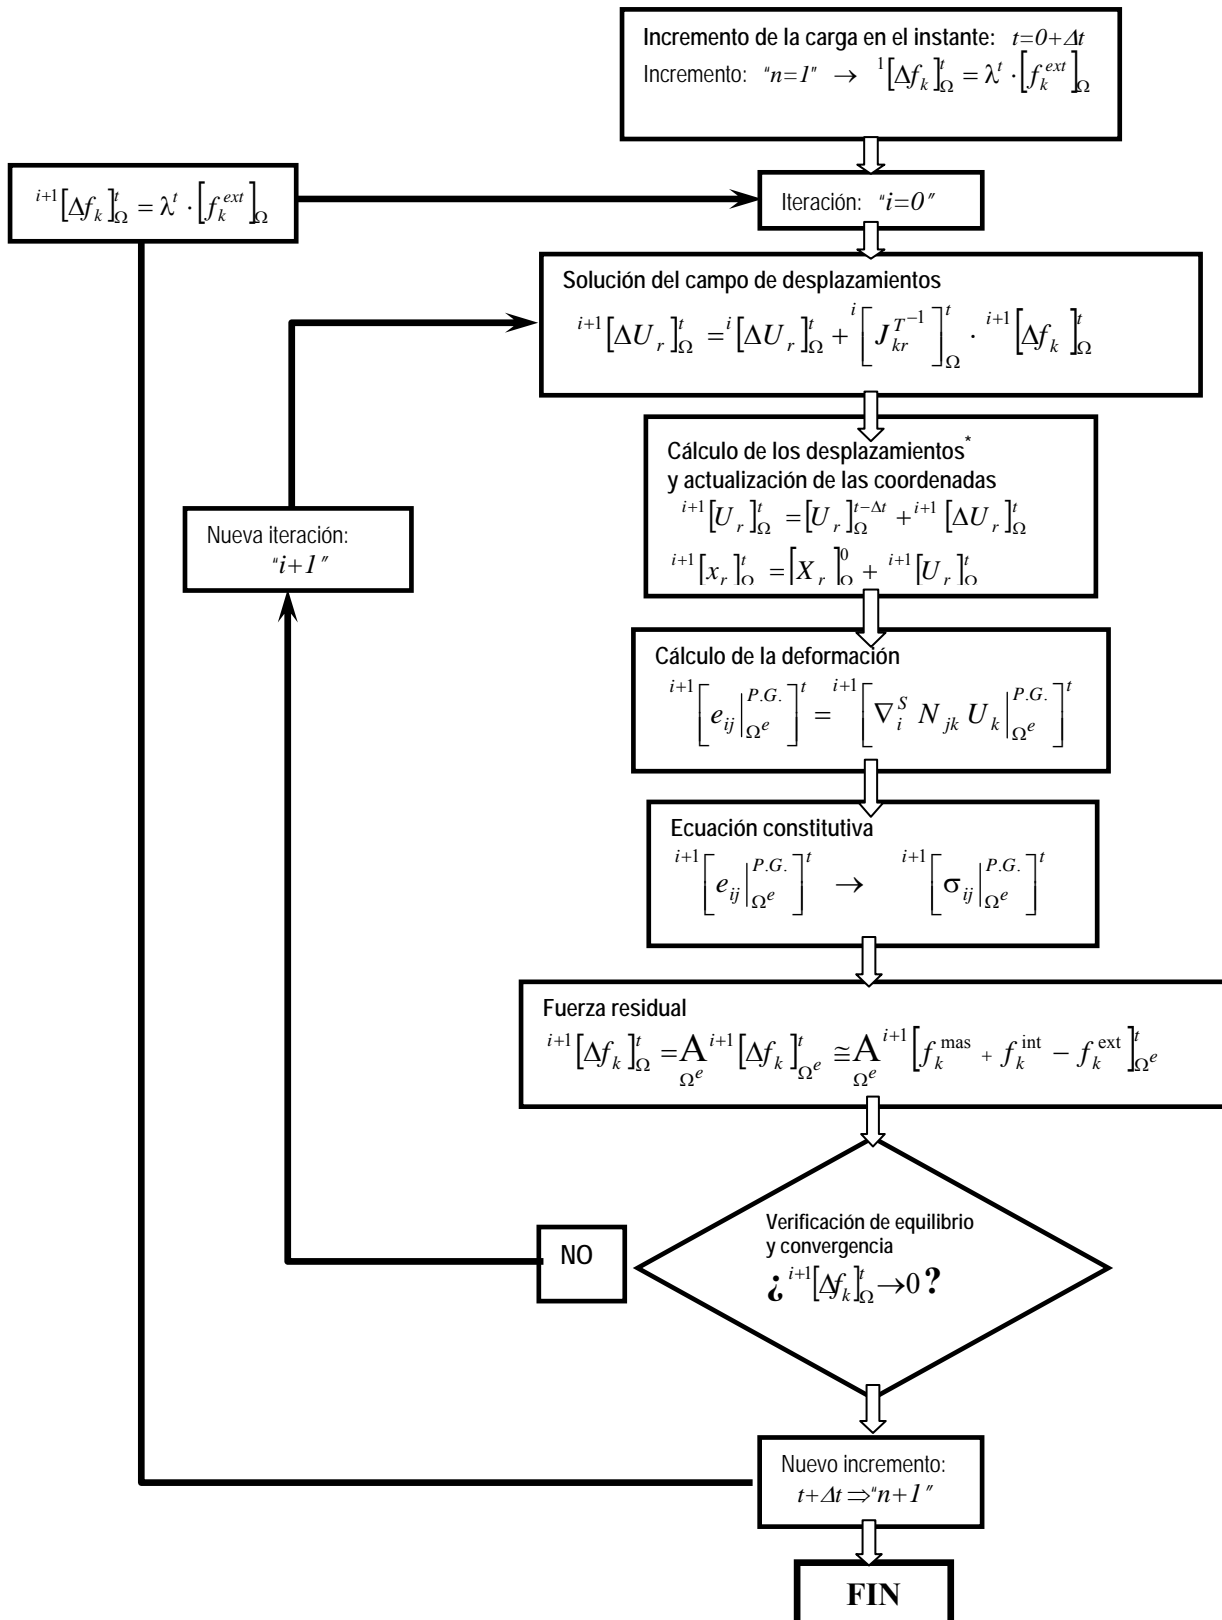 Incremento de la carga en el instante: t=0+Δt
Incremento: "n=1" → ¹[Δf_k]^t_Ω = λ^t · [f_k^ext]_Ω
^{i+1}[Δf_k]^t_Ω = λ^t · [f_k^ext]_Ω
Iteración: "i=0"
Solución del campo de desplazamientos
^{i+1}[ΔU_r]^t_Ω = ^i[ΔU_r]^t_Ω + ^i[J_kr^{T^{-1}}]^t_Ω · ^{i+1}[Δf_k]^t_Ω
Cálculo de los desplazamientos*
y actualización de las coordenadas
^{i+1}[U_r]^t_Ω = [U_r]^{t-Δt}_Ω + ^{i+1}[ΔU_r]^t_Ω
^{i+1}[x_r]^t_Ω = [X_r]^0_Ω + ^{i+1}[U_r]^t_Ω
Nueva iteración:
"i+1"
Cálculo de la deformación
^{i+1}[e_ij|^{P.G.}_{Ω^e}]^t = ^{i+1}[∇_i^S N_jk U_k|^{P.G.}_{Ω^e}]^t
Ecuación constitutiva
^{i+1}[e_ij|^{P.G.}_{Ω^e}]^t → ^{i+1}[σ_ij|^{P.G.}_{Ω^e}]^t
Fuerza residual
^{i+1}[Δf_k]^t_Ω = A_{Ω^e} ^{i+1}[Δf_k]^t_{Ω^e} ≅ A_{Ω^e} ^{i+1}[f_k^mas + f_k^int − f_k^ext]^t_{Ω^e}
Verificación de equilibrio
y convergencia
¿ ^{i+1}[Δf_k]^t_Ω → 0 ?
NO
Nuevo incremento:
t+Δt ⇒ "n+1"
FIN